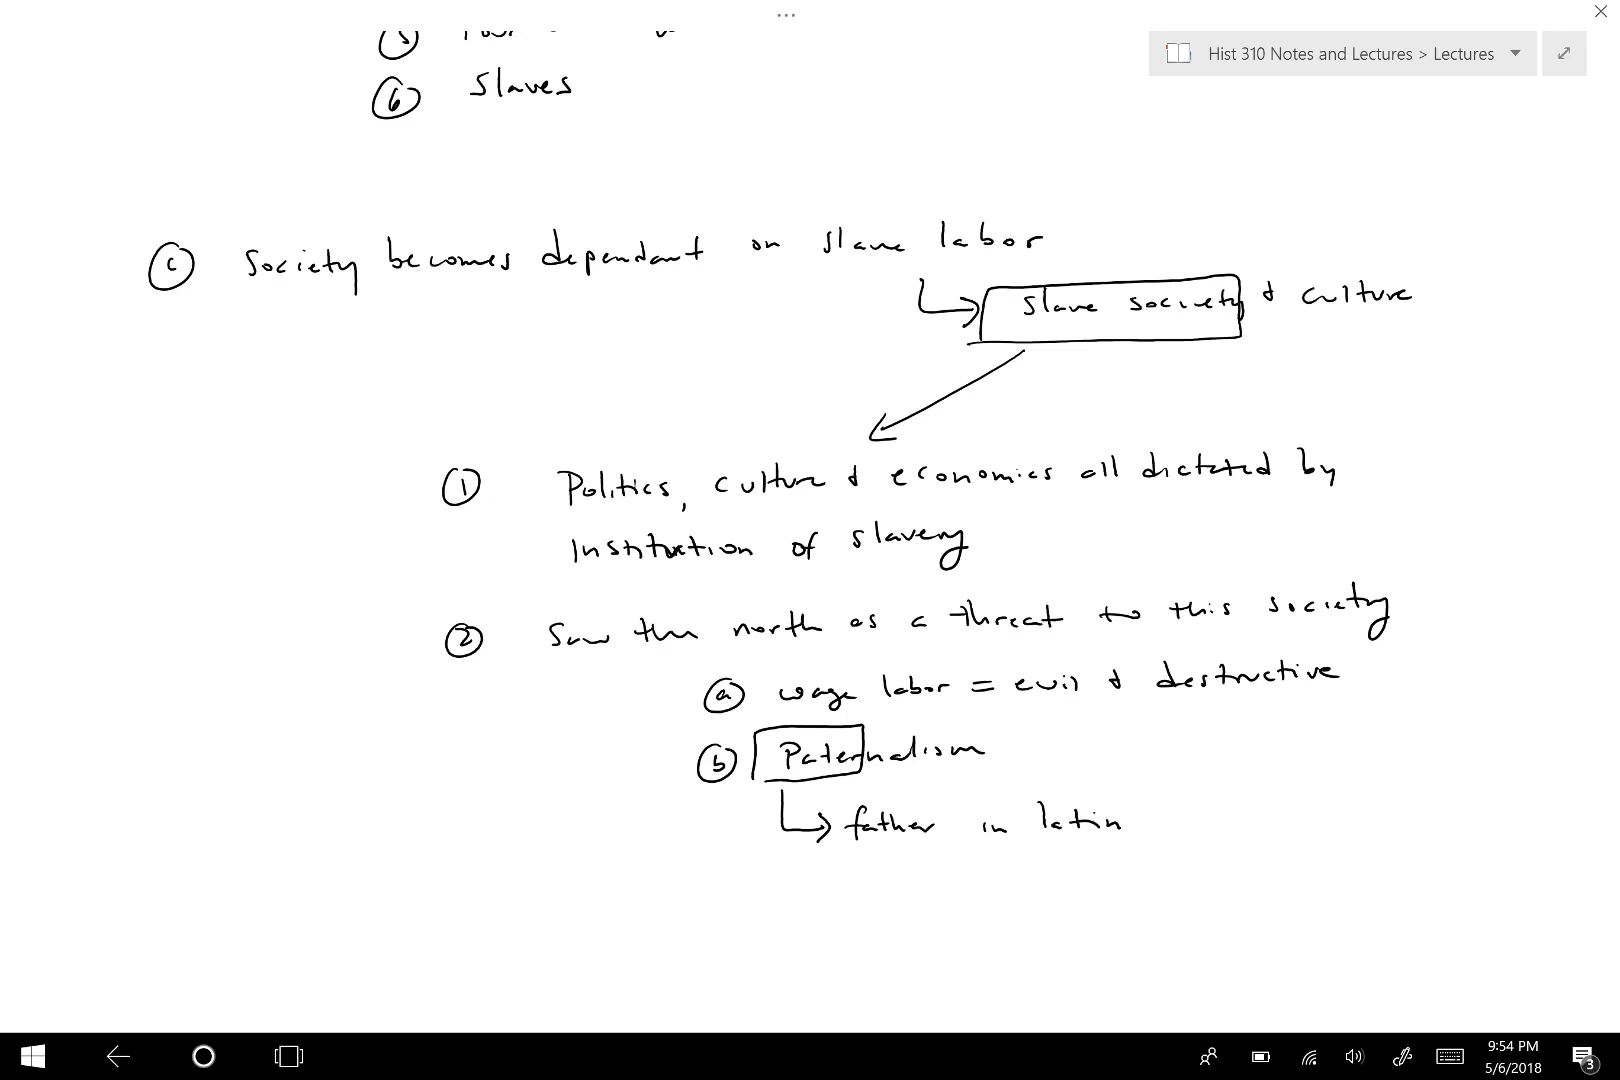 ...
Hist 310 Notes and Lectures > Lectures
5
6 Slaves
c Society becomes dependant on slave labor
slave society & culture
1 Politics, culture & economics all dictated by
Institution of slavery
2 Saw the north as a threat to this society
a wage labor = evil & destructive
b Paternalism
father in latin
9:54 PM
5/6/2018
3